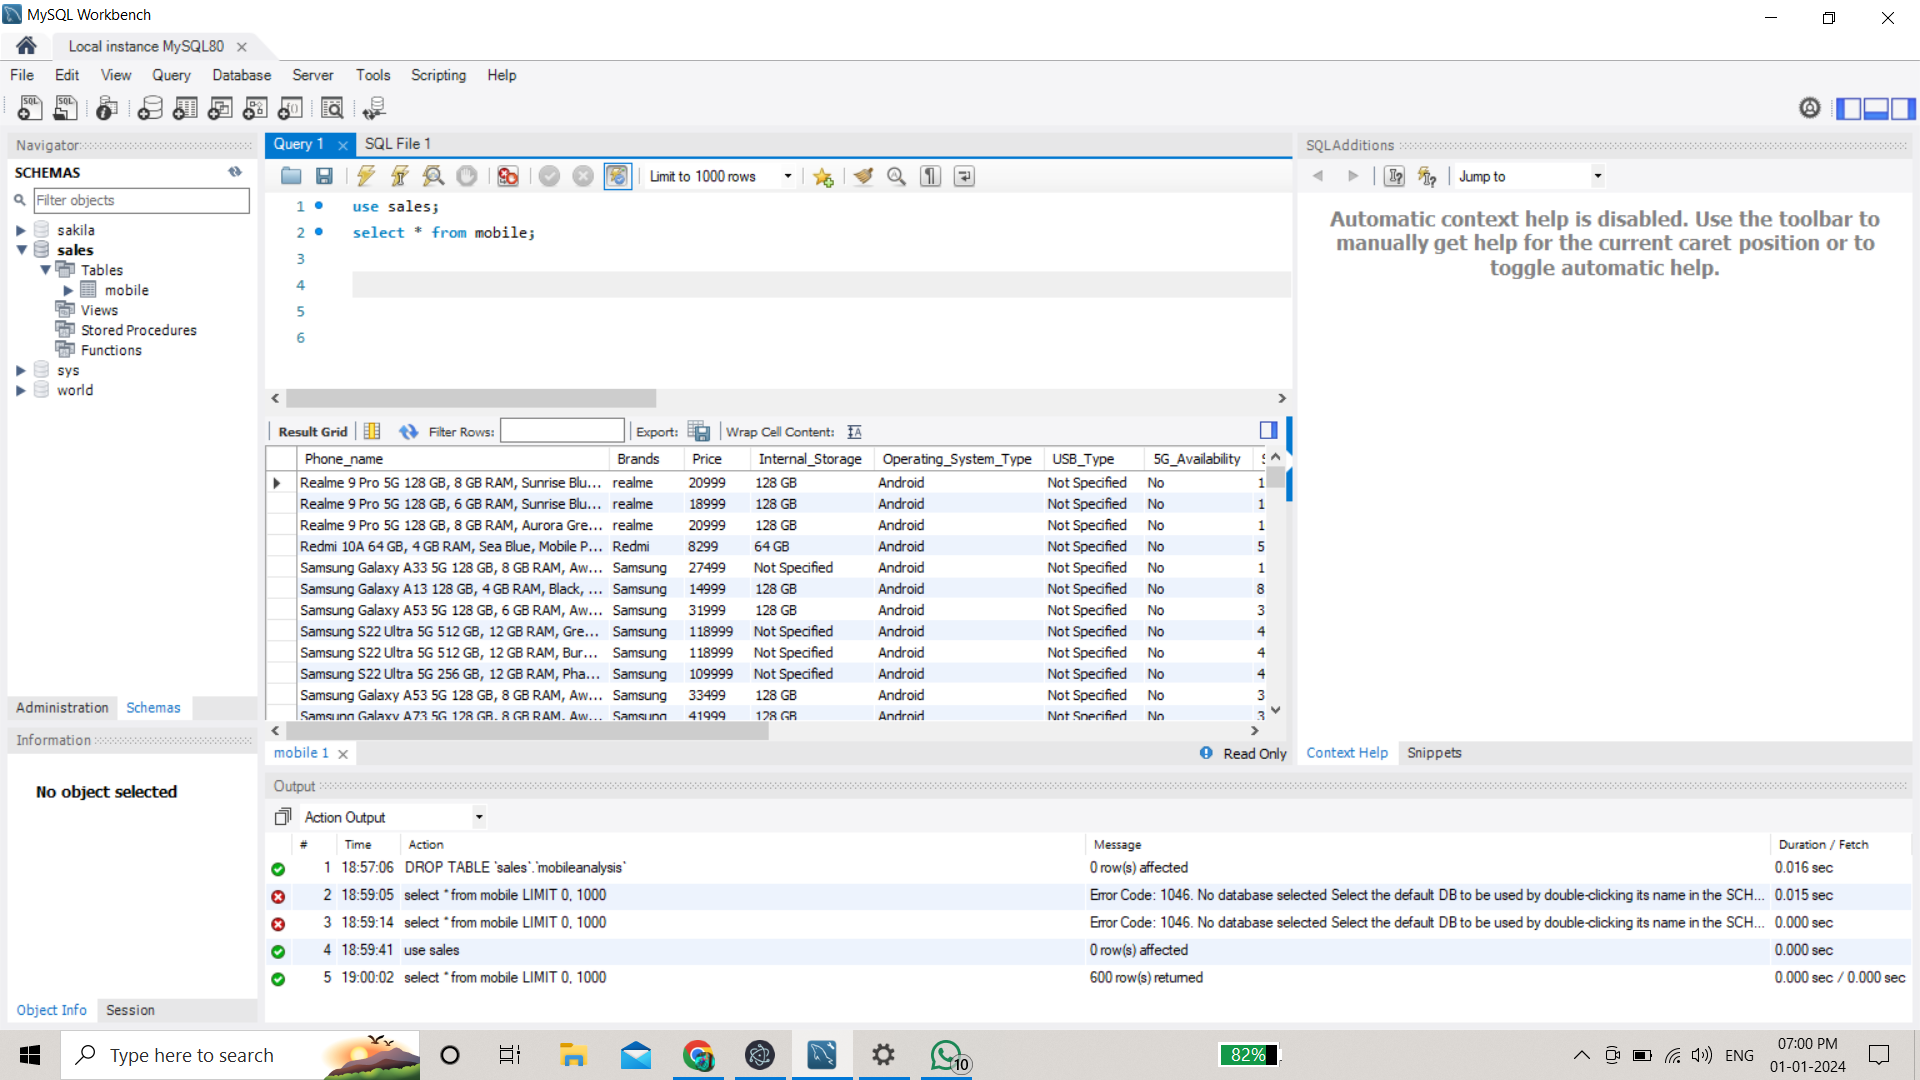 MySQL Workbench
Local instance MySQL80
File Edit View Query Database Server Tools Scripting Help
Navigator
SCHEMAS
Filter objects
sakila
sales
Tables
mobile
Views
Stored Procedures
Functions
sys
world
Administration Schemas
Information
No object selected
Object Info Session
Query 1 SQL File 1
Limit to 1000 rows
1 use sales;
2 select * from mobile;
3
4
5
6
Result Grid Filter Rows: Export: Wrap Cell Content:
Phone_name Brands Price Internal_Storage Operating_System_Type USB_Type 5G_Availability
Realme 9 Pro 5G 128 GB, 8 GB RAM, Sunrise Blu... realme 20999 128 GB Android Not Specified No 1
Realme 9 Pro 5G 128 GB, 6 GB RAM, Sunrise Blu... realme 18999 128 GB Android Not Specified No 1
Realme 9 Pro 5G 128 GB, 8 GB RAM, Aurora Gre... realme 20999 128 GB Android Not Specified No 1
Redmi 10A 64 GB, 4 GB RAM, Sea Blue, Mobile P... Redmi 8299 64 GB Android Not Specified No 5
Samsung Galaxy A33 5G 128 GB, 8 GB RAM, Aw... Samsung 27499 Not Specified Android Not Specified No 1
Samsung Galaxy A13 128 GB, 4 GB RAM, Black, ... Samsung 14999 128 GB Android Not Specified No 8
Samsung Galaxy A53 5G 128 GB, 6 GB RAM, Aw... Samsung 31999 128 GB Android Not Specified No 3
Samsung S22 Ultra 5G 512 GB, 12 GB RAM, Gre... Samsung 118999 Not Specified Android Not Specified No 4
Samsung S22 Ultra 5G 512 GB, 12 GB RAM, Bur... Samsung 118999 Not Specified Android Not Specified No 4
Samsung S22 Ultra 5G 256 GB, 12 GB RAM, Pha... Samsung 109999 Not Specified Android Not Specified No 4
Samsung Galaxy A53 5G 128 GB, 8 GB RAM, Aw... Samsung 33499 128 GB Android Not Specified No 3
Samsung Galaxy A73 5G 128 GB, 8 GB RAM, Aw... Samsung 41999 128 GB Android Not Specified No 3
mobile 1 Read Only
SQLAdditions
Jump to
Automatic context help is disabled. Use the toolbar to
manually get help for the current caret position or to
toggle automatic help.
Context Help Snippets
Output
Action Output
# Time Action Message Duration / Fetch
1 18:57:06 DROP TABLE `sales`.`mobileanalysis` 0 row(s) affected 0.016 sec
2 18:59:05 select * from mobile LIMIT 0, 1000 Error Code: 1046. No database selected Select the default DB to be used by double-clicking its name in the SCH... 0.015 sec
3 18:59:14 select * from mobile LIMIT 0, 1000 Error Code: 1046. No database selected Select the default DB to be used by double-clicking its name in the SCH... 0.000 sec
4 18:59:41 use sales 0 row(s) affected 0.000 sec
5 19:00:02 select * from mobile LIMIT 0, 1000 600 row(s) returned 0.000 sec / 0.000 sec
Type here to search
10
82%
ENG
07:00 PM
01-01-2024